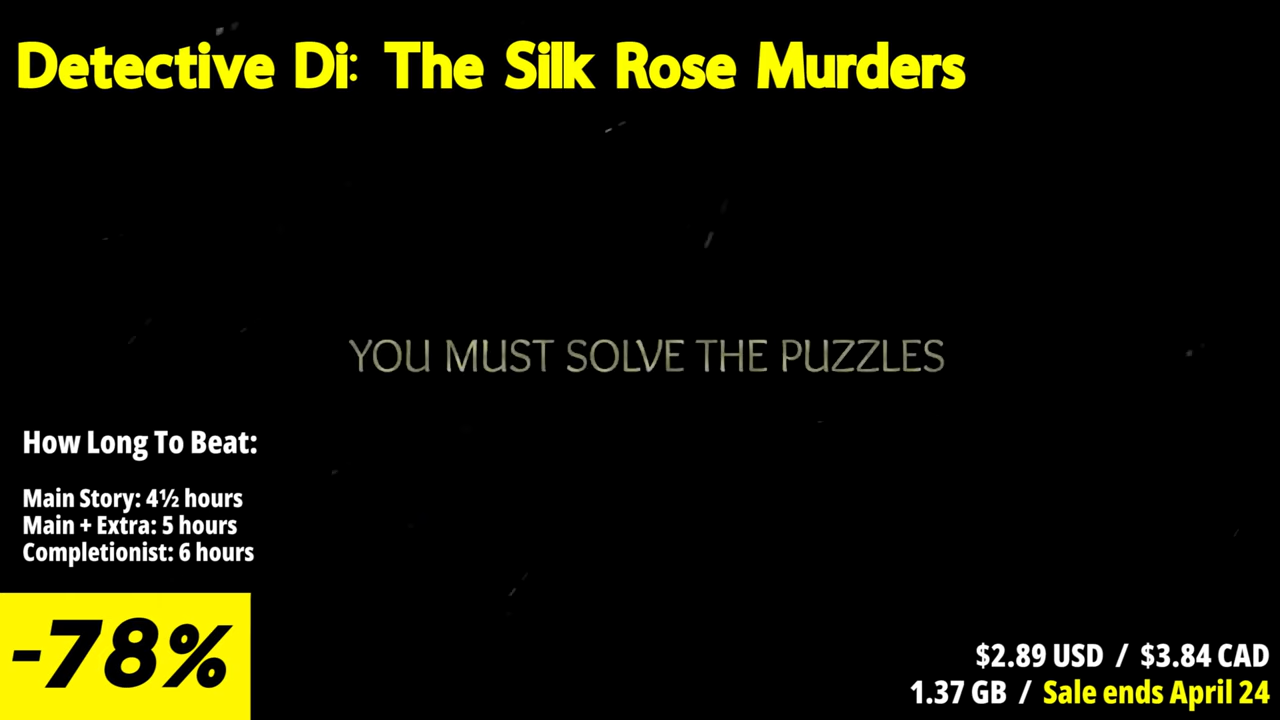 Detective Di: The Silk Rose Murders
YOU MUST SOLVE THE PUZZLES
How Long To Beat:
Main Story: 4½ hours
Main + Extra: 5 hours
Completionist: 6 hours
-78%
$2.89 USD / $3.84 CAD
1.37 GB / Sale ends April 24